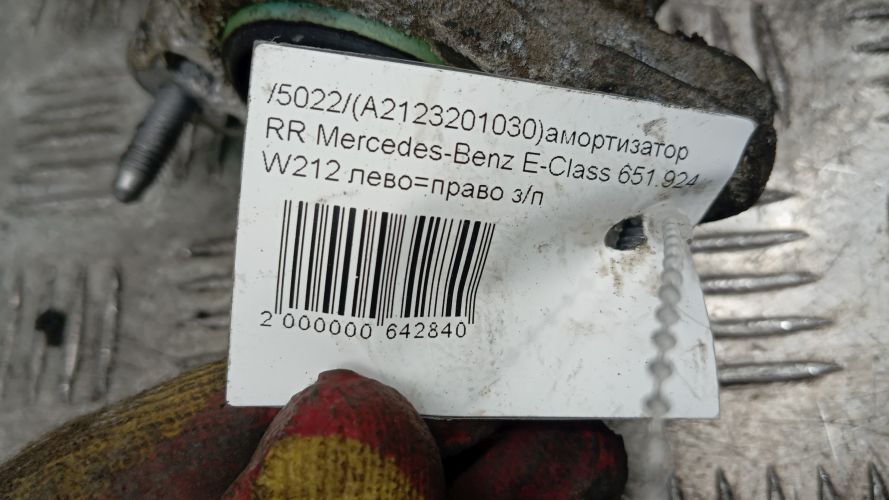 /5022/(A2123201030)амортизатор
RR Mercedes-Benz E-Class 651.924
W212 лево=право з/п
2 000000 642840